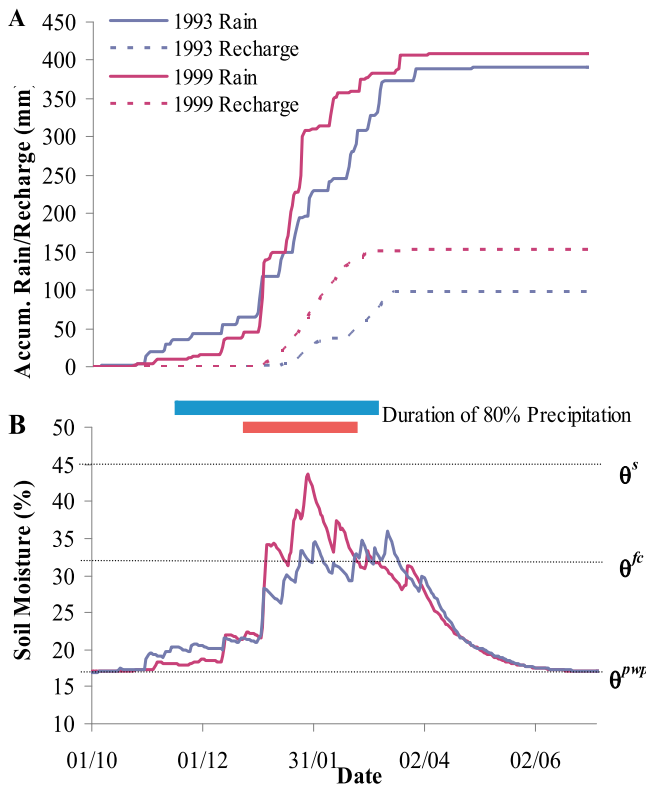 A
Accum. Rain/Recharge (mm)
450
400
350
300
250
200
150
100
50
0
1993 Rain
1993 Recharge
1999 Rain
1999 Recharge
Duration of 80% Precipitation
B
Soil Moisture (%)
50
45
40
35
30
25
20
15
10
θˢ
θᶠᶜ
θᵖʷᵖ
01/10
01/12
31/01
02/04
02/06
Date